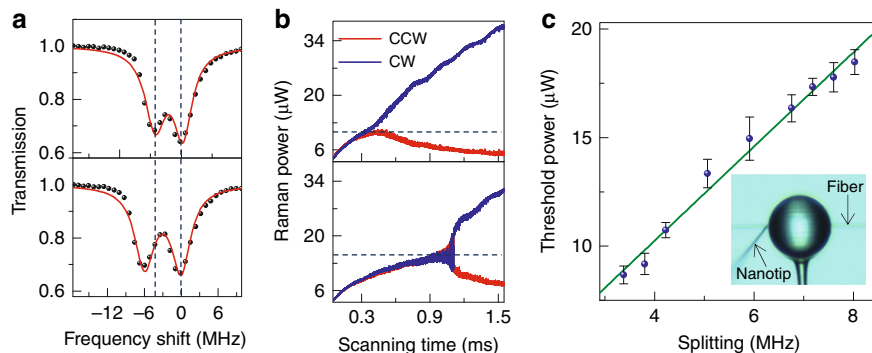 a
Transmission
1.0
0.8
0.6
1.0
0.8
0.6
−12 −6 0 6
Frequency shift (MHz)
b
Raman power (μW)
CCW
CW
34
20
6
34
20
6
0.3 0.9 1.5
Scanning time (ms)
c
Threshold power (μW)
20
15
10
Fiber
Nanotip
4 6 8
Splitting (MHz)